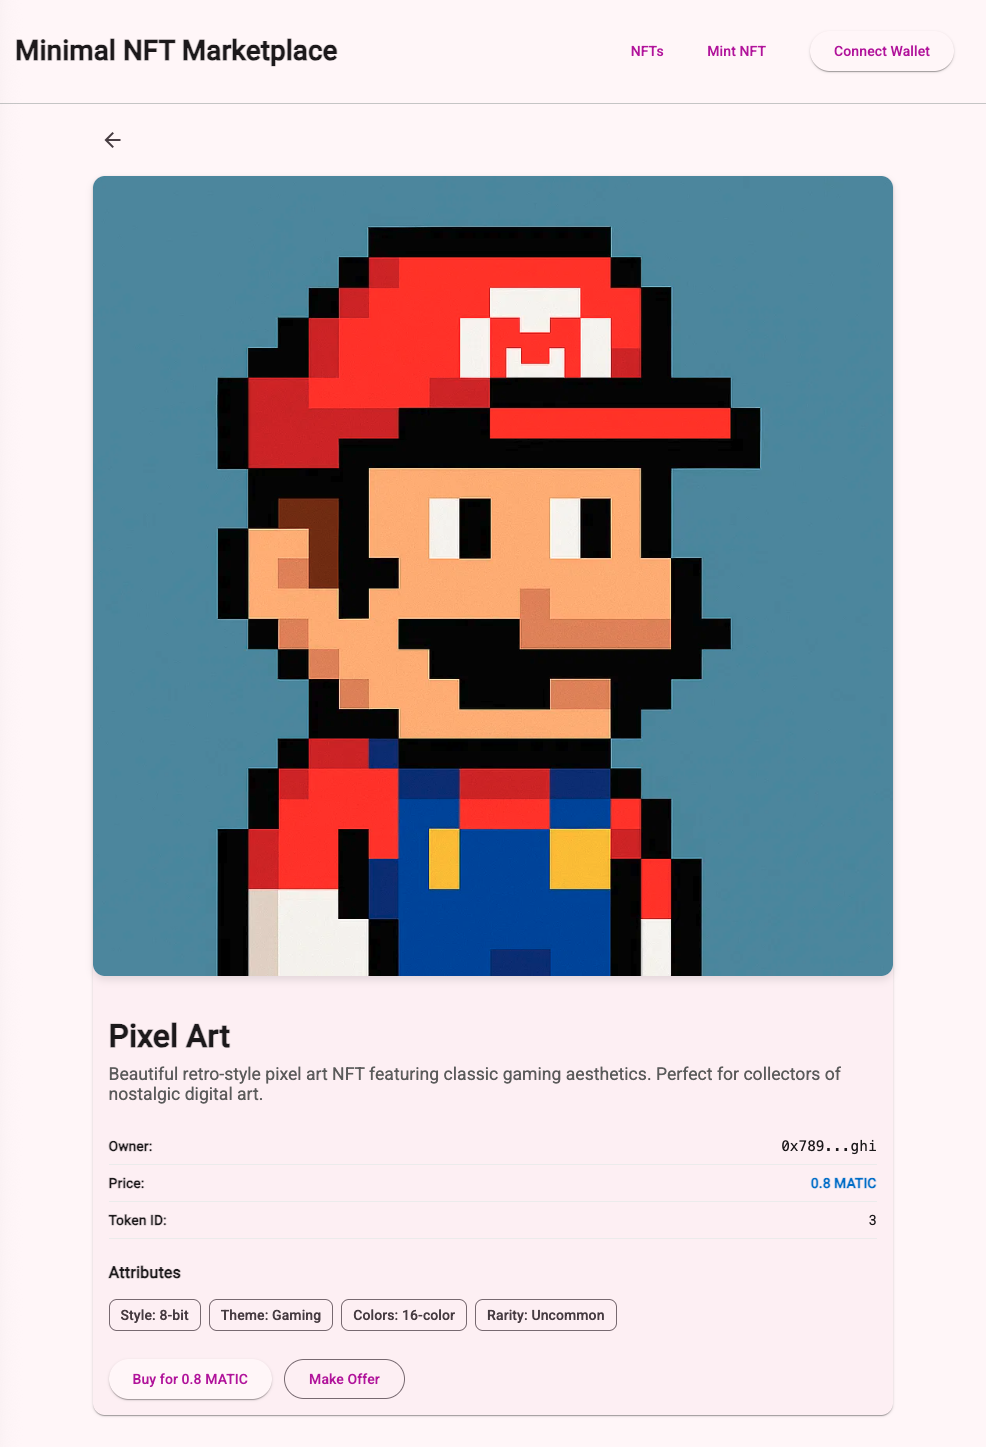 Minimal NFT Marketplace
NFTs
Mint NFT
Connect Wallet
M
Pixel Art
Beautiful retro-style pixel art NFT featuring classic gaming aesthetics. Perfect for collectors of
nostalgic digital art.
Owner: 0x789...ghi
Price: 0.8 MATIC
Token ID: 3
Attributes
Style: 8-bit
Theme: Gaming
Colors: 16-color
Rarity: Uncommon
Buy for 0.8 MATIC
Make Offer